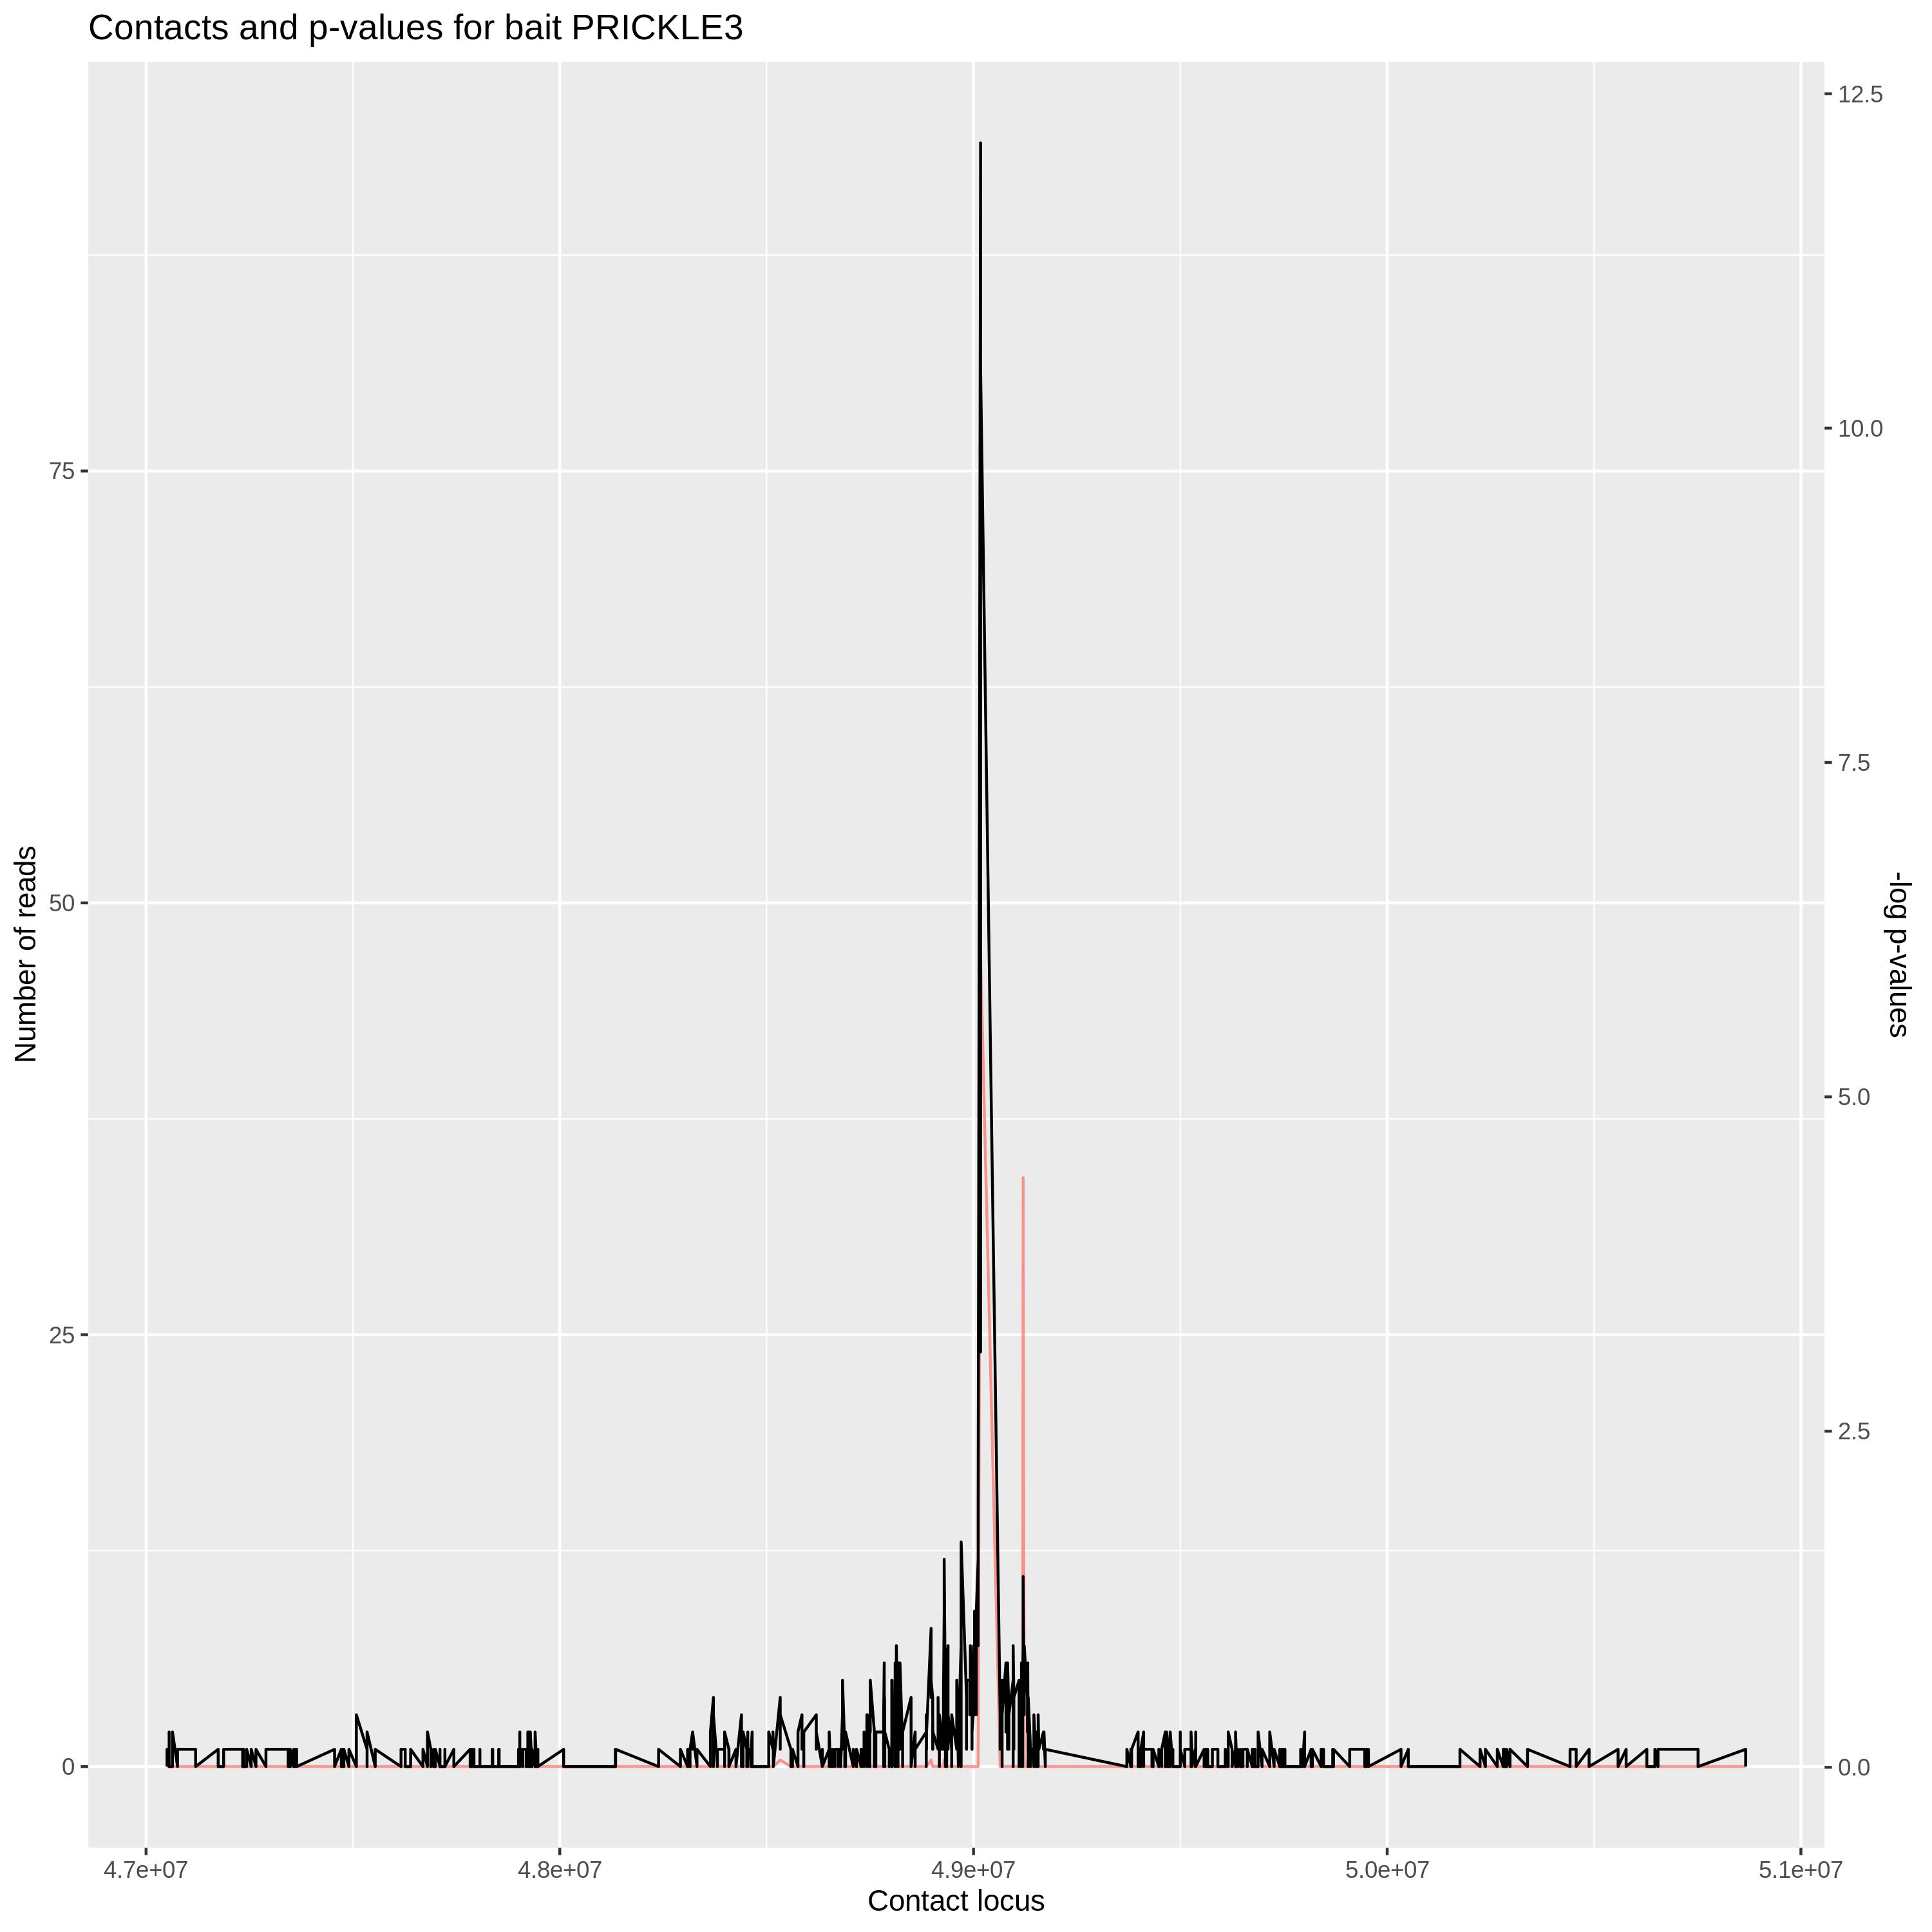 Contacts and p-values for bait PRICKLE3
Number of reads
75
50
25
0
12.5
10.0
7.5
5.0
2.5
0.0
-log p-values
4.7e+07 4.8e+07 4.9e+07 5.0e+07 5.1e+07
Contact locus